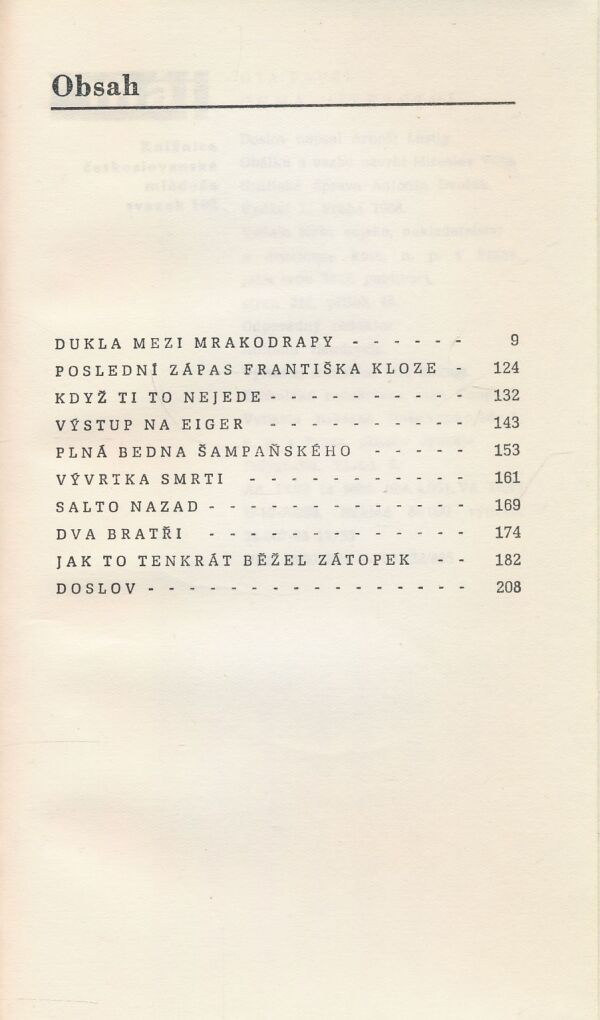 Obsah
DUKLA MEZI MRAKODRAPY - - - - - - 9
POSLEDNÍ ZÁPAS FRANTIŠKA KLOZE - 124
KDYŽ TI TO NEJEDE - - - - - - - - - - 132
VÝSTUP NA EIGER - - - - - - - - - - 143
PLNÁ BEDNA ŠAMPAŇSKÉHO - - - - - 153
VÝVRTKA SMRTI - - - - - - - - - - - 161
SALTO NAZAD - - - - - - - - - - - - - 169
DVA BRATŘI - - - - - - - - - - - - - 174
JAK TO TENKRÁT BĚŽEL ZÁTOPEK - - 182
DOSLOV - - - - - - - - - - - - - - - - 208